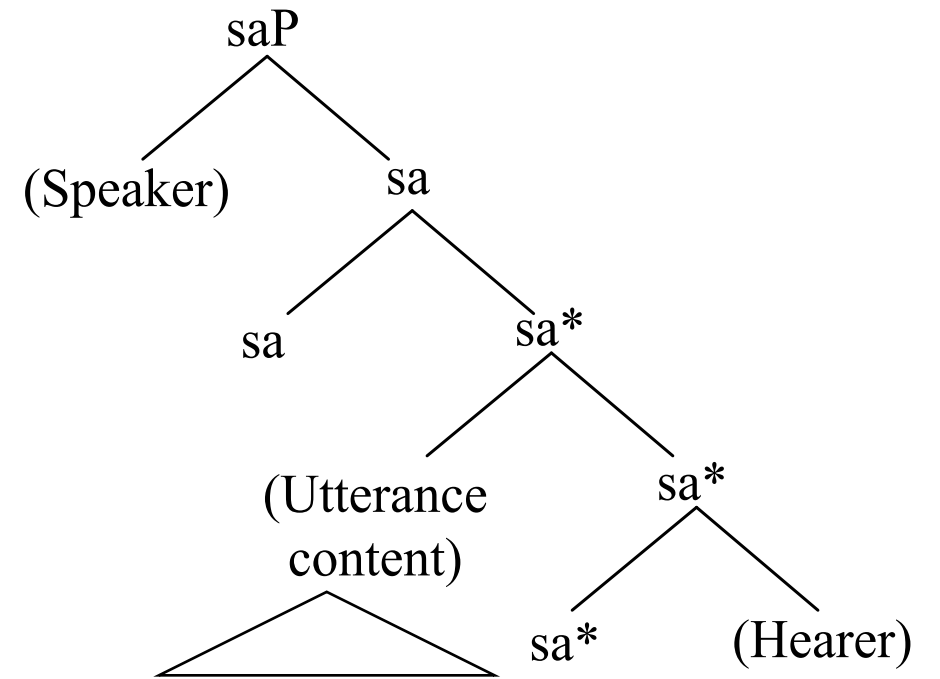 saP
(Speaker)
sa
sa
sa*
(Utterance
content)
sa*
sa*
(Hearer)